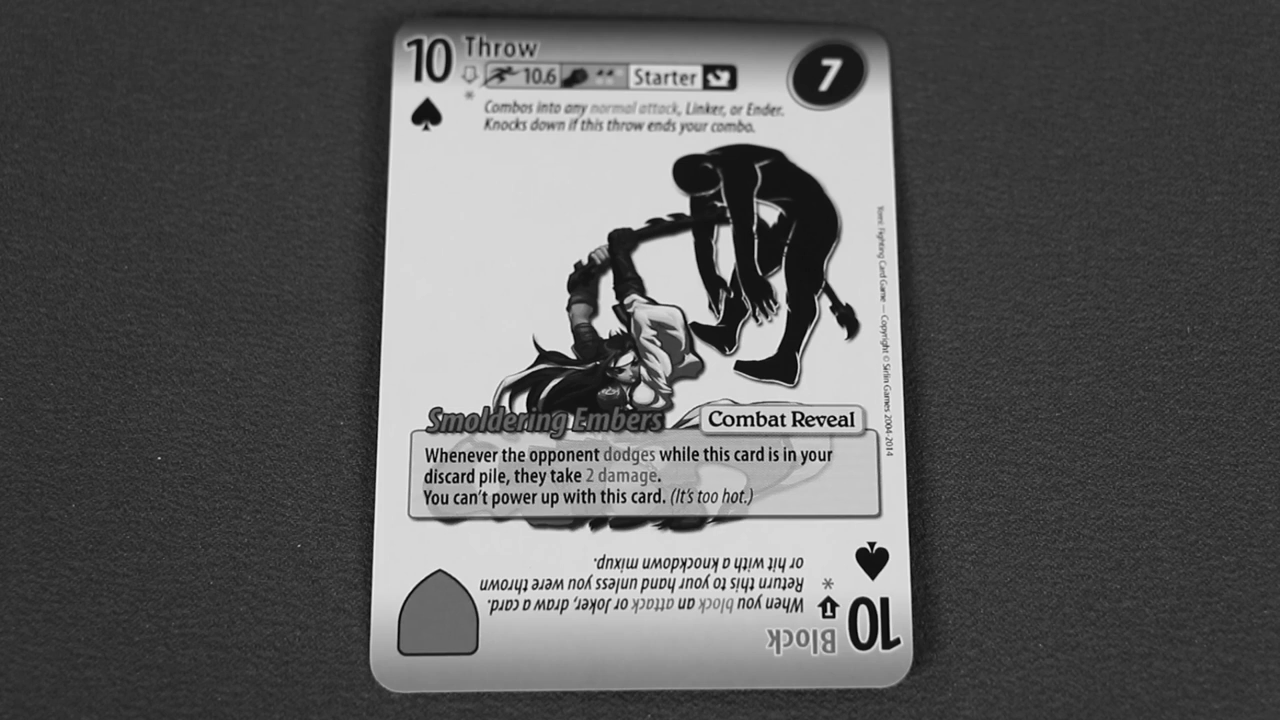 10 Throw
10.6 Starter
7
* Combos into any normal attack, Linker, or Ender.
Knocks down if this throw ends your combo.
Yomi: Fighting Card Game — Copyright © Sirlin Games 2004-2014
Smoldering Embers
Combat Reveal
Whenever the opponent dodges while this card is in your
discard pile, they take 2 damage.
You can't power up with this card. (It's too hot.)
10 Block
* When you block an attack or Joker, draw a card.
Return this to your hand unless you were thrown
or hit with a knockdown mixup.